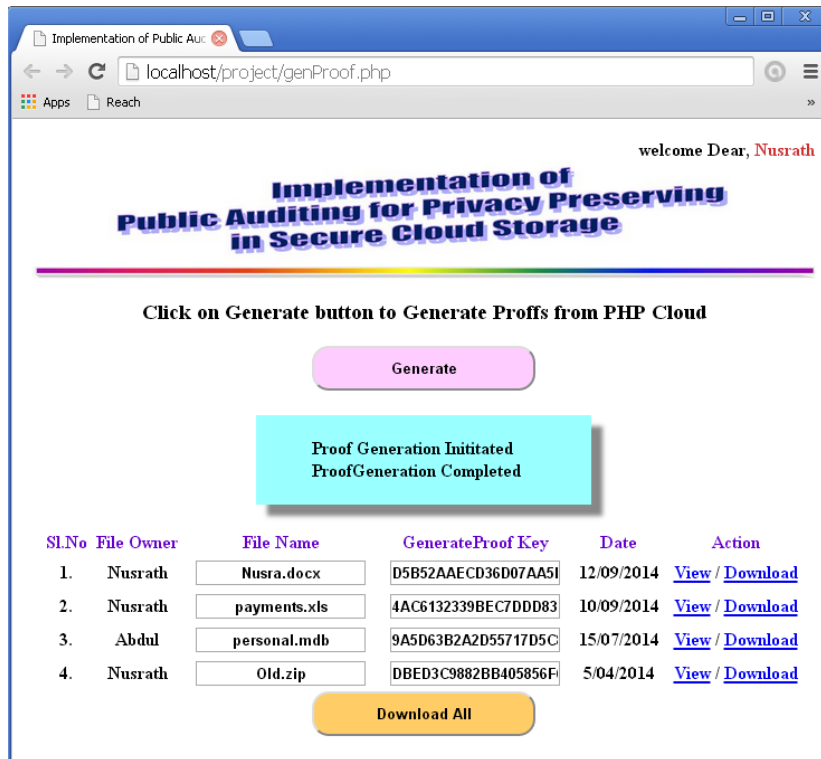 Implementation of Public Auc
localhost/project/genProof.php
Apps Reach »
welcome Dear, Nusrath
Implementation of
Public Auditing for Privacy Preserving
in Secure Cloud Storage
Click on Generate button to Generate Proffs from PHP Cloud
Generate
Proof Generation Inititated
ProofGeneration Completed
Sl.No File Owner File Name GenerateProof Key Date Action
1. Nusrath Nusra.docx D5B52AAECD36D07AA5 12/09/2014 View / Download
2. Nusrath payments.xls 4AC6132339BEC7DDD83 10/09/2014 View / Download
3. Abdul personal.mdb 9A5D63B2A2D55717D5C 15/07/2014 View / Download
4. Nusrath Old.zip DBED3C9882BB405856F 5/04/2014 View / Download
Download All